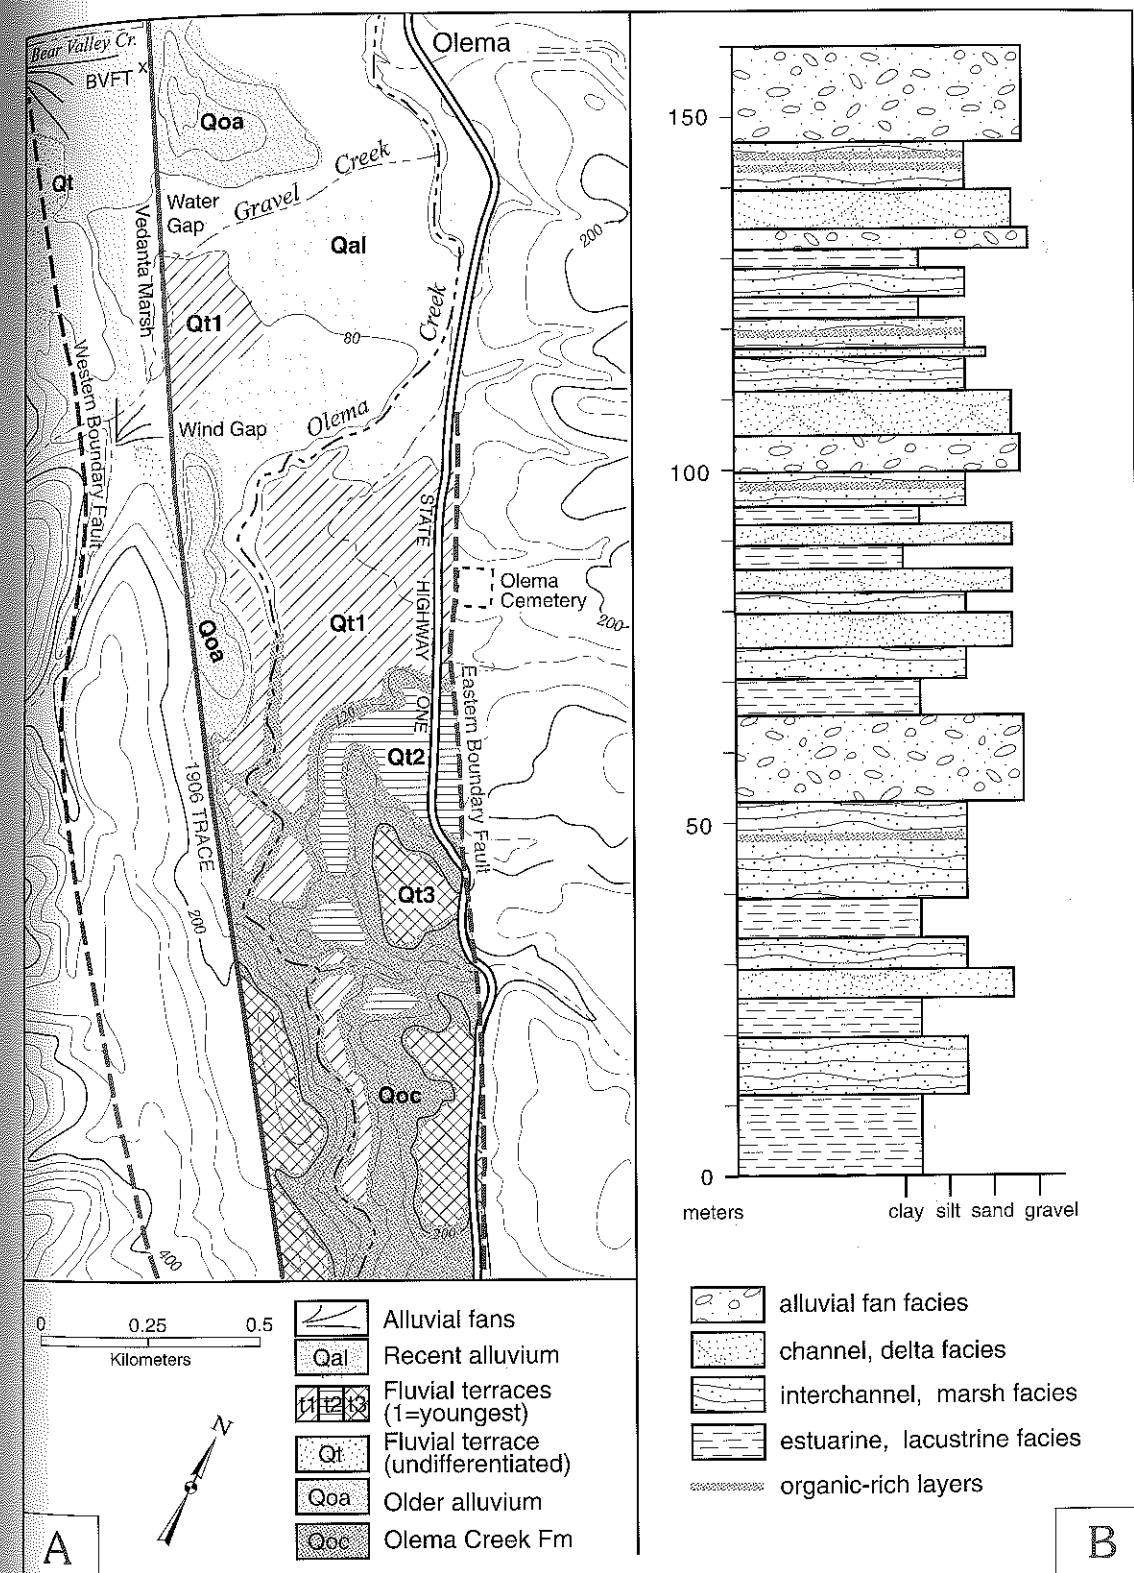 Bear Valley Cr.
BVFT x
Olema
Qoa
Creek
Gravel
Qt
Water
Gap
Vedanta Marsh
Qal
200
Qt1
Creek
80
Western Boundary Fault
Wind Gap
Olema
STATE HIGHWAY ONE
Olema
Cemetery
200
Qt1
Qoa
Eastern Boundary Fault
120
Qt2
1906 TRACE
Qt3
200
Qoc
200
400
0 0.25 0.5
Kilometers
N
Alluvial fans
Qal Recent alluvium
t1 t2 t3 Fluvial terraces
(1=youngest)
Qt Fluvial terrace
(undifferentiated)
Qoa Older alluvium
Qoc Olema Creek Fm
A
150
100
50
0
meters clay silt sand gravel
alluvial fan facies
channel, delta facies
interchannel, marsh facies
estuarine, lacustrine facies
organic-rich layers
B